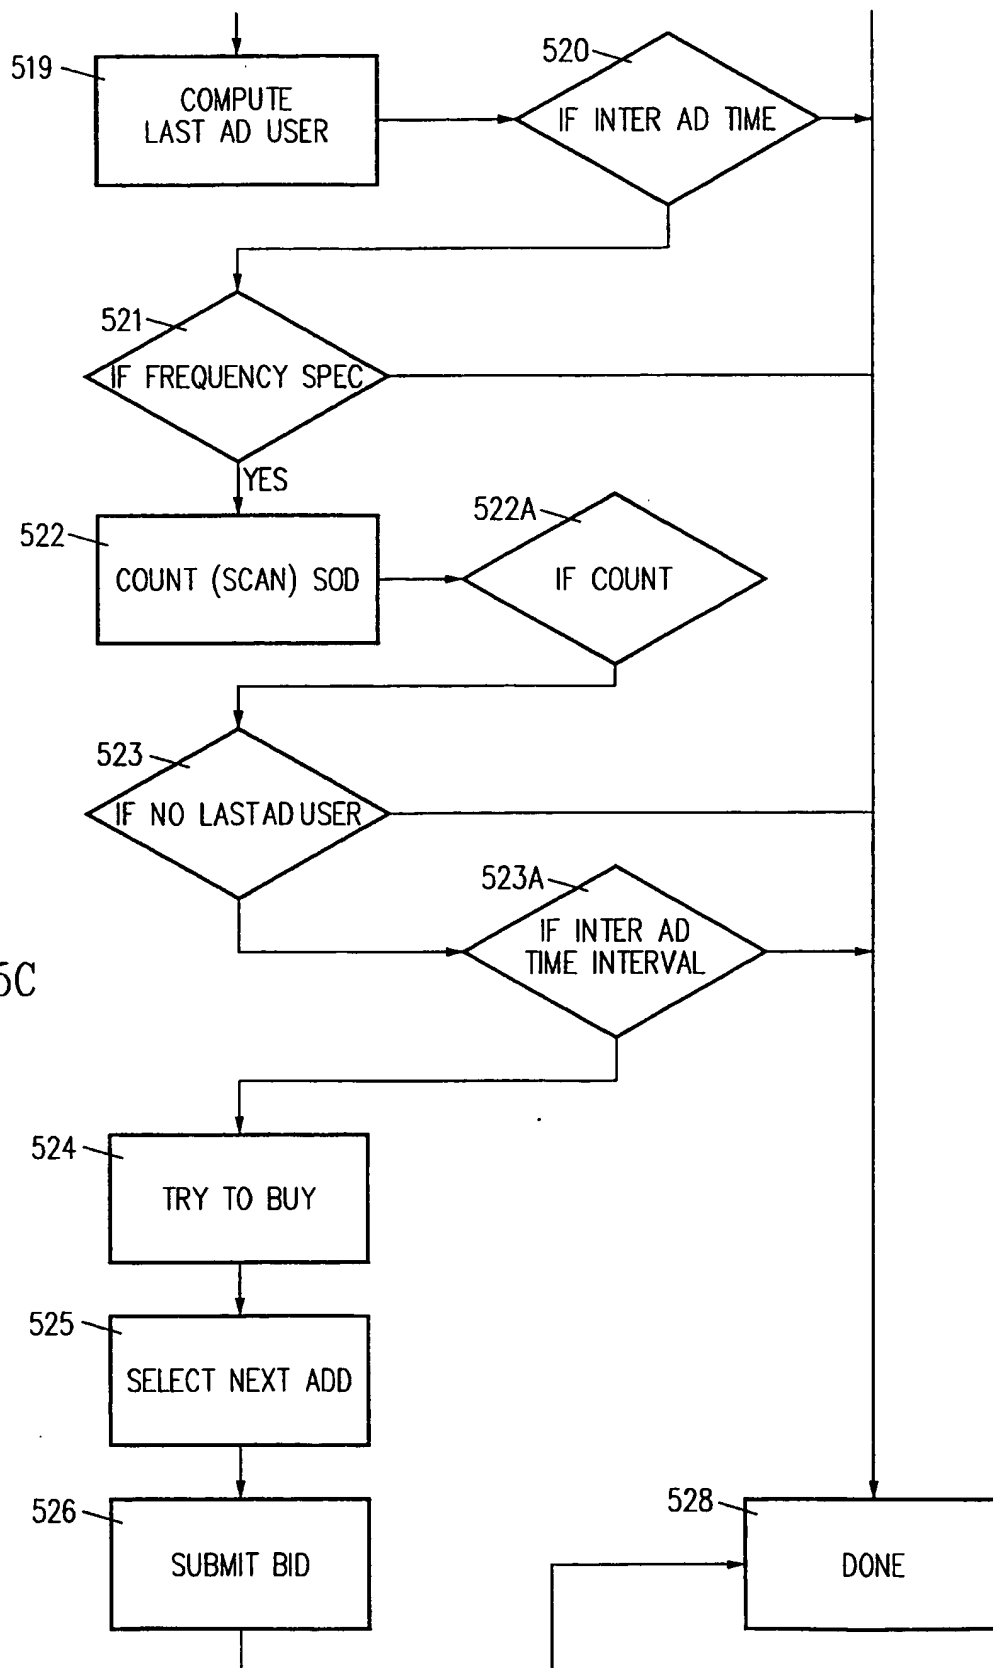 519
COMPUTE
LAST AD USER
520
IF INTER AD TIME
521
IF FREQUENCY SPEC
YES
522
COUNT (SCAN) SOD
522A
IF COUNT
523
IF NO LAST AD USER
523A
IF INTER AD
TIME INTERVAL
5C
524
TRY TO BUY
525
SELECT NEXT ADD
526
SUBMIT BID
528
DONE